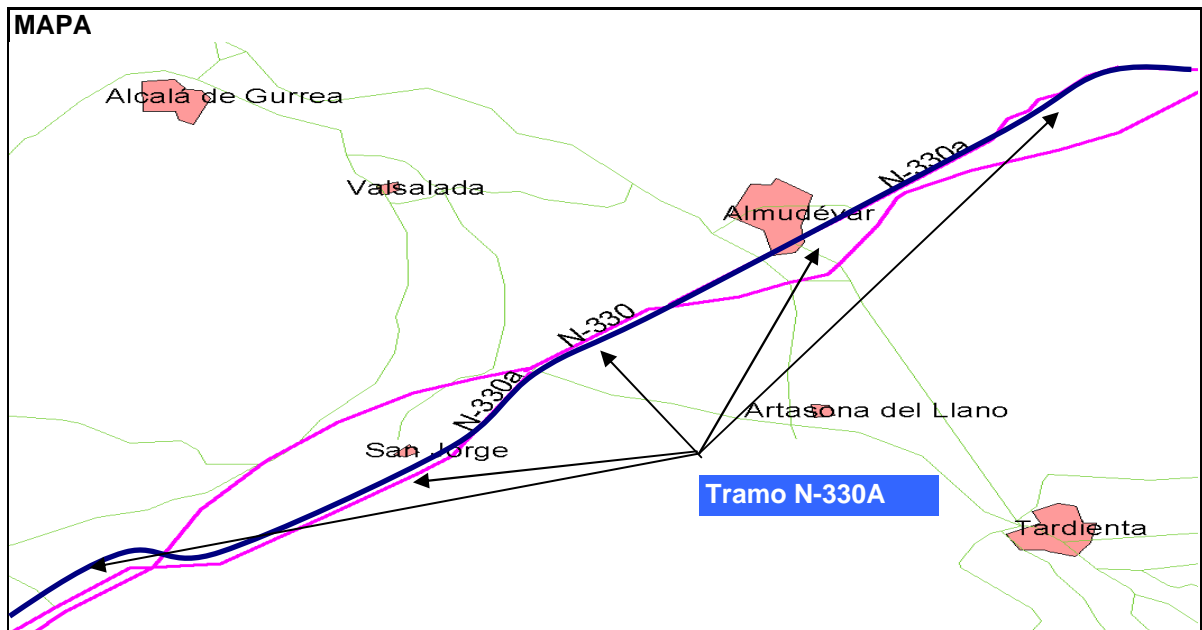 MAPA
Alcalá de Gurrea
Valsalada
N-330a
Almudévar
N-330
N-330a
Artasona del Llano
San Jorge
Tramo N-330A
Tardienta